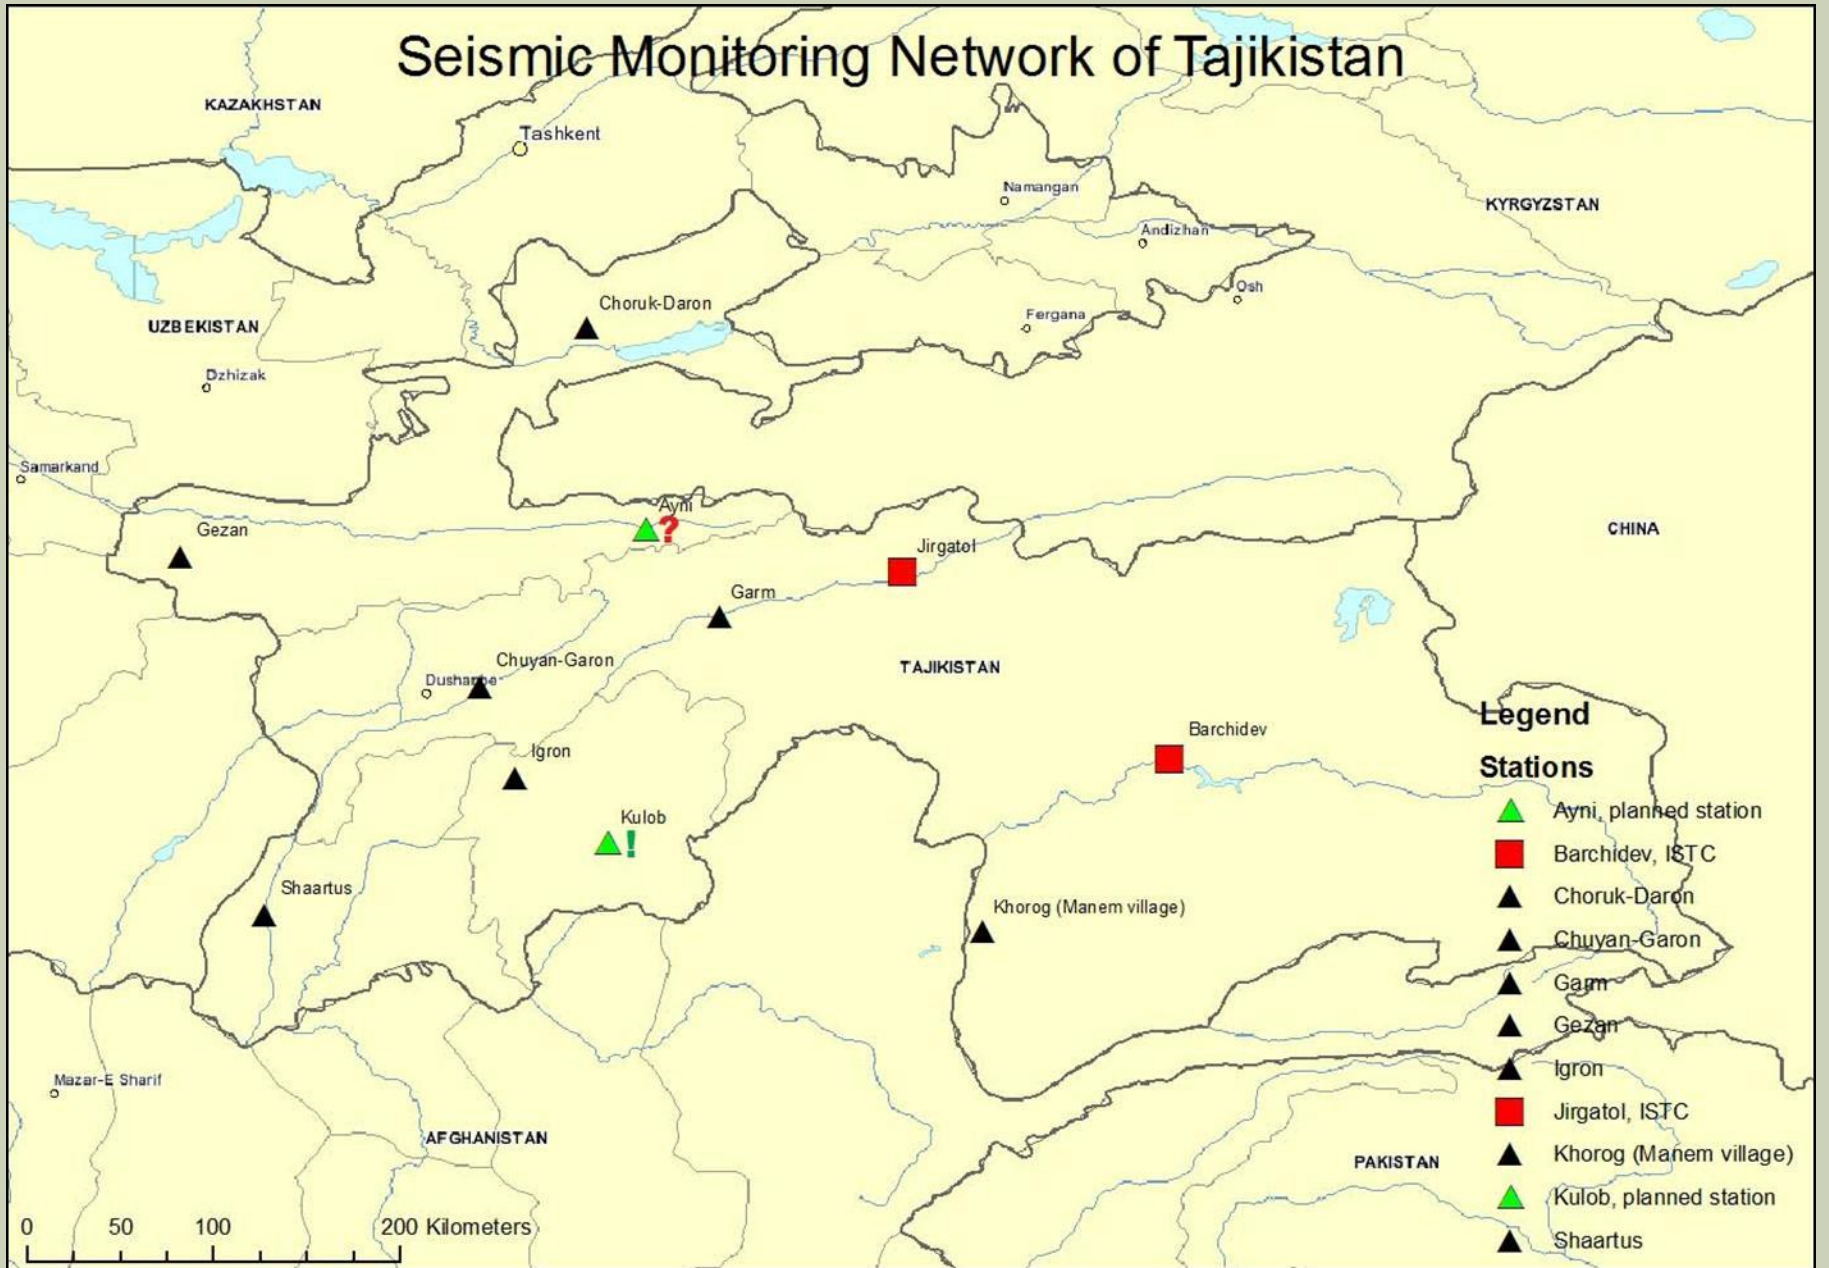 Seismic Monitoring Network of Tajikistan
KAZAKHSTAN
Tashkent
Namangan
KYRGYZSTAN
Andizhan
Osh
Choruk-Daron
Fergana
UZBEKISTAN
Dzhizak
Samarkand
Ayni
?
Gezan
CHINA
Jirgatol
Garm
Chuyan-Garon
TAJIKISTAN
Dushanbe
Barchidev
Igron
Kulob
!
Shaartus
Khorog (Manem village)
Mazar-E Sharif
AFGHANISTAN
PAKISTAN
Legend
Stations
Ayni, planned station
Barchidev, ISTC
Choruk-Daron
Chuyan-Garon
Garm
Gezan
Igron
Jirgatol, ISTC
Khorog (Manem village)
Kulob, planned station
Shaartus
0 50 100 200 Kilometers